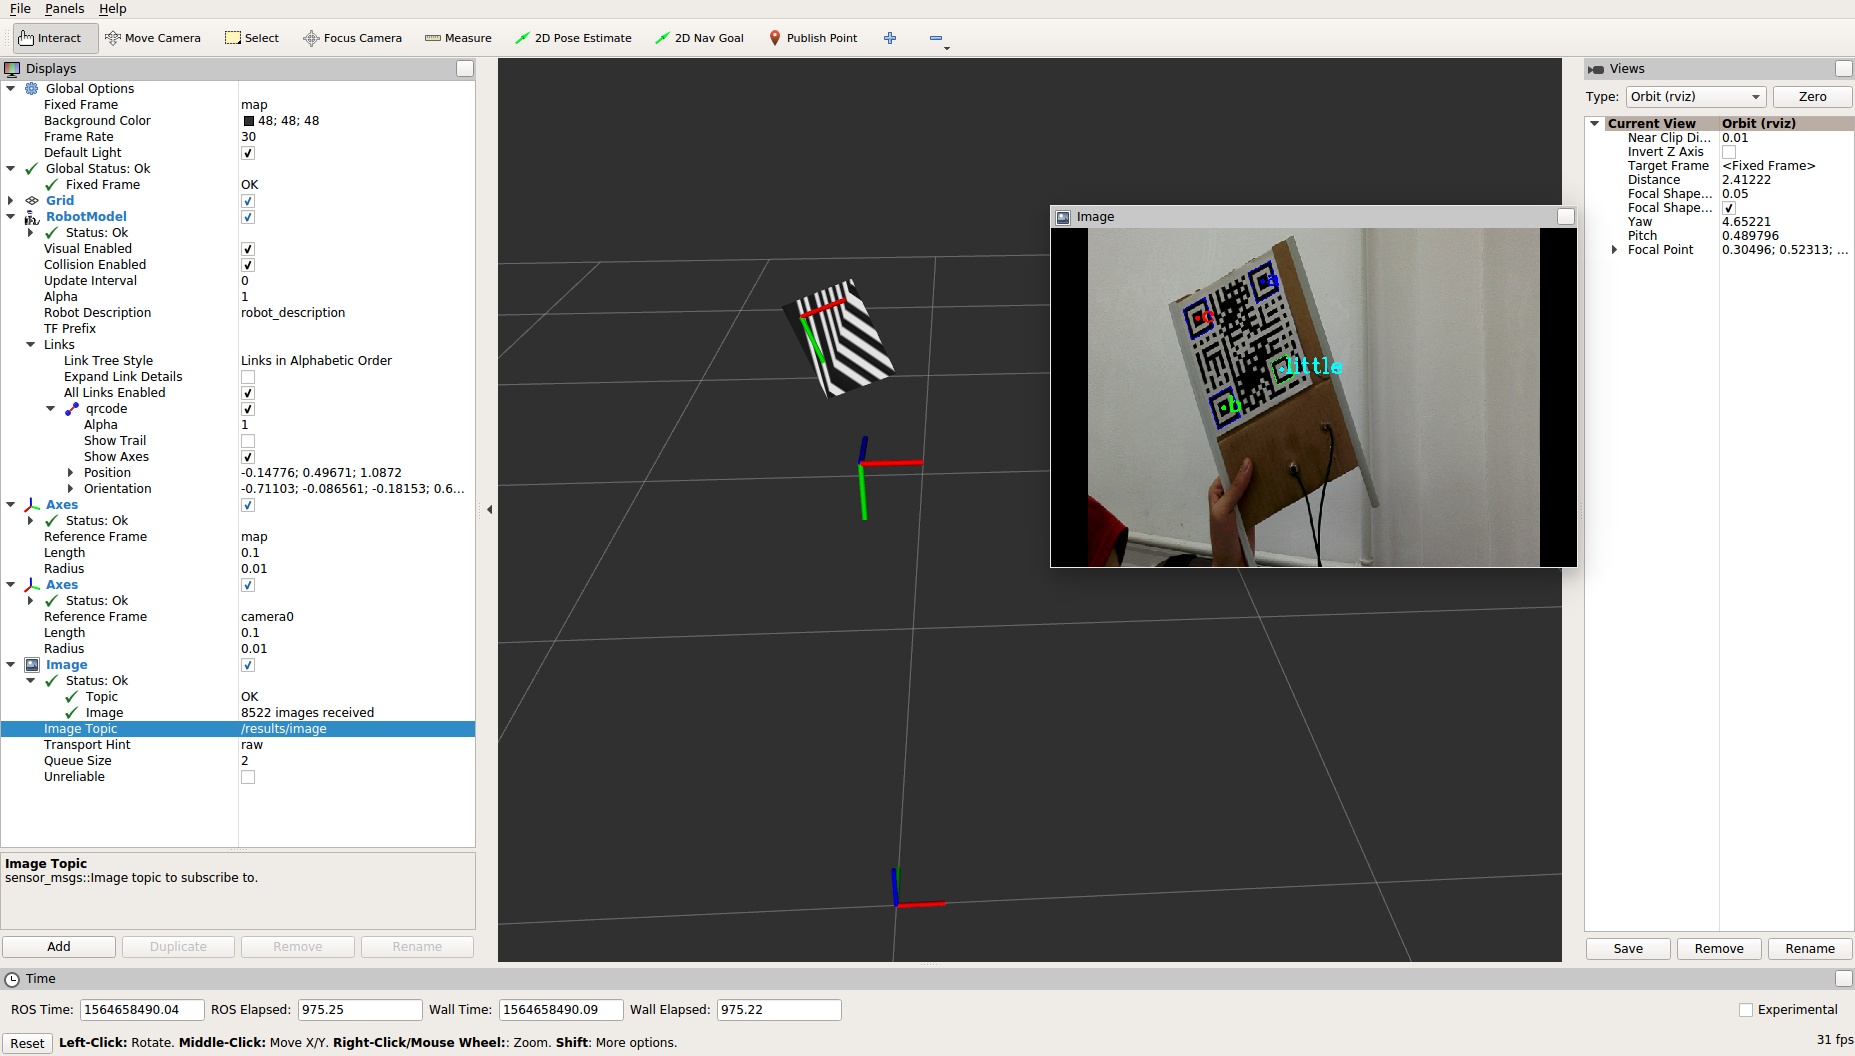 File Panels Help
Interact Move Camera Select Focus Camera Measure 2D Pose Estimate 2D Nav Goal Publish Point
Displays
Global Options
Fixed Frame map
Background Color 48; 48; 48
Frame Rate 30
Default Light
Global Status: Ok
Fixed Frame OK
Grid
RobotModel
Status: Ok
Visual Enabled
Collision Enabled
Update Interval 0
Alpha 1
Robot Description robot_description
TF Prefix
Links
Link Tree Style Links in Alphabetic Order
Expand Link Details
All Links Enabled
qrcode
Alpha 1
Show Trail
Show Axes
Position -0.14776; 0.49671; 1.0872
Orientation -0.71103; -0.086561; -0.18153; 0.6...
Axes
Status: Ok
Reference Frame map
Length 0.1
Radius 0.01
Axes
Status: Ok
Reference Frame camera0
Length 0.1
Radius 0.01
Image
Status: Ok
Topic OK
Image 8522 images received
Image Topic /results/image
Transport Hint raw
Queue Size 2
Unreliable
Image Topic
sensor_msgs::Image topic to subscribe to.
Add Duplicate Remove Rename
Image
a
c
little
b
Views
Type: Orbit (rviz) Zero
Current View Orbit (rviz)
Near Clip Di... 0.01
Invert Z Axis
Target Frame <Fixed Frame>
Distance 2.41222
Focal Shape... 0.05
Focal Shape...
Yaw 4.65221
Pitch 0.489796
Focal Point 0.30496; 0.52313; ...
Save Remove Rename
Time
ROS Time: 1564658490.04 ROS Elapsed: 975.25 Wall Time: 1564658490.09 Wall Elapsed: 975.22 Experimental
Reset Left-Click: Rotate. Middle-Click: Move X/Y. Right-Click/Mouse Wheel:: Zoom. Shift: More options. 31 fps